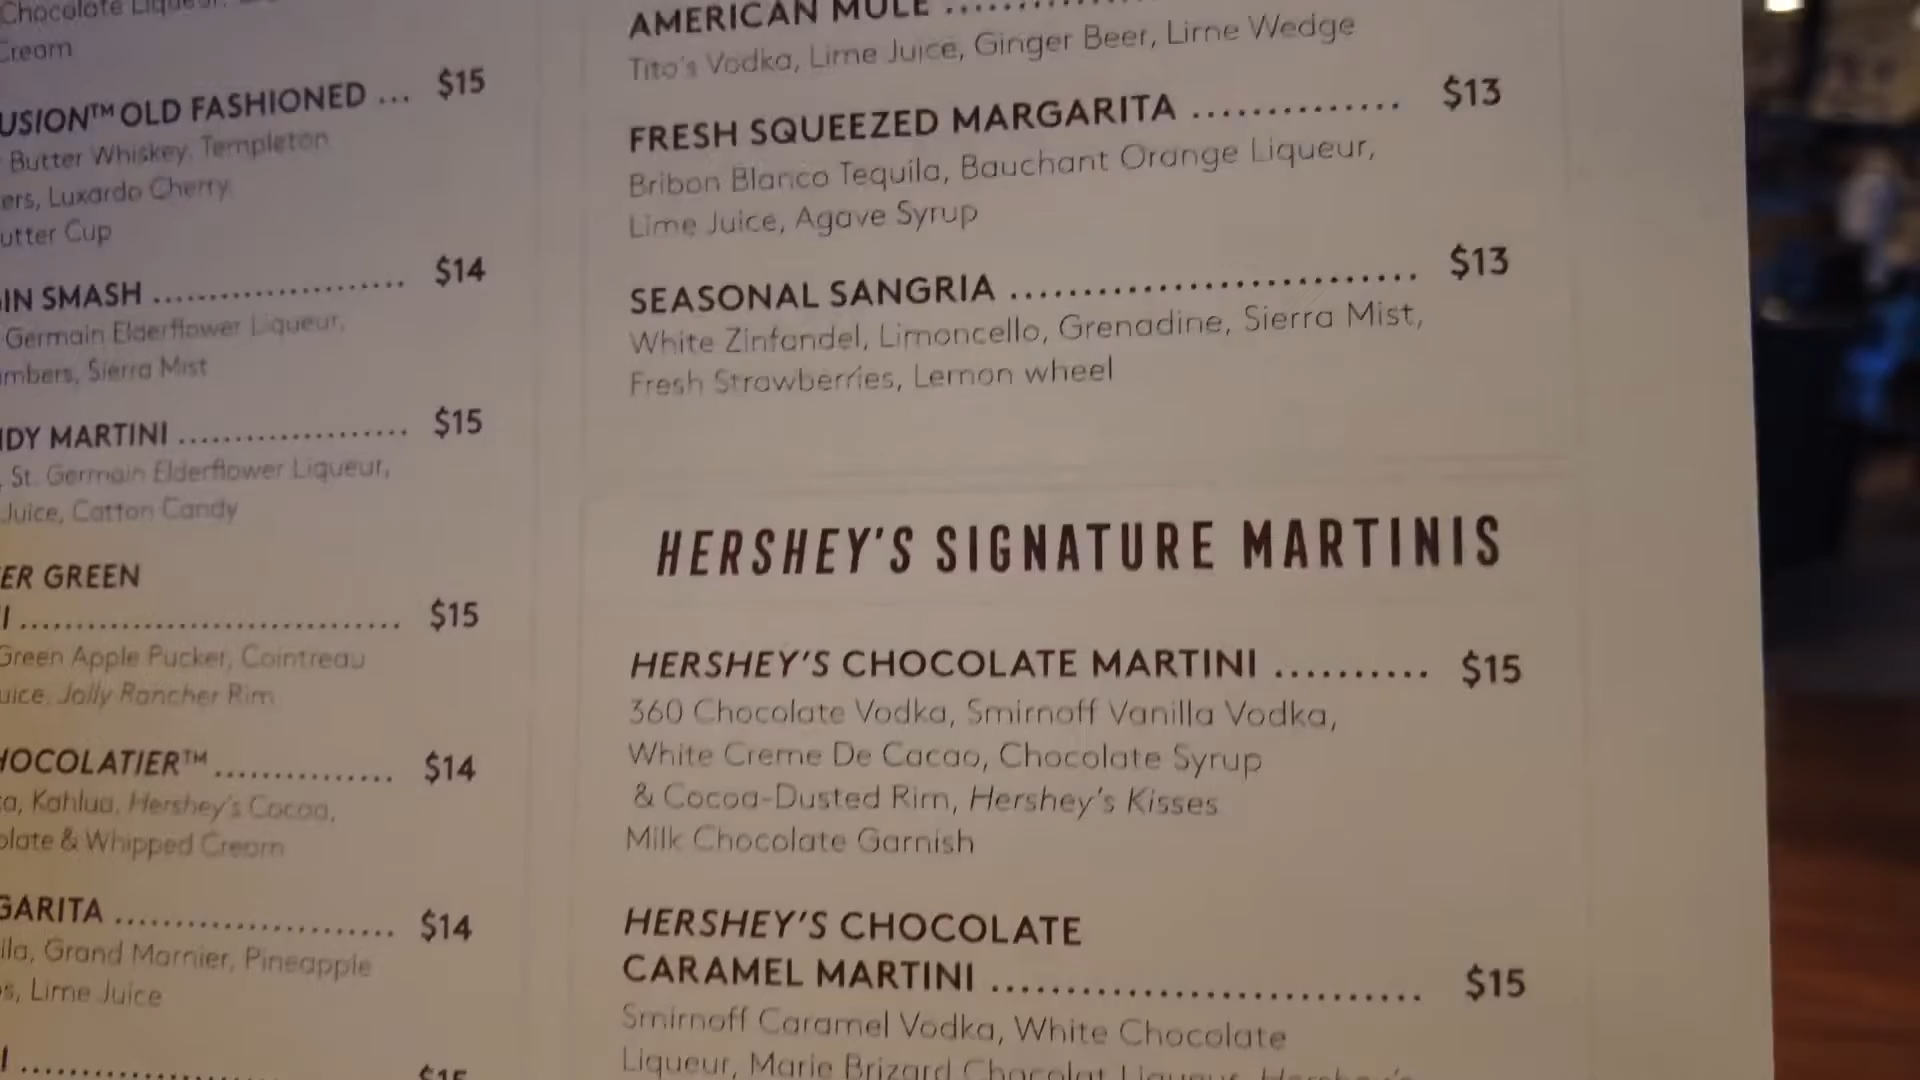 Chocolate Liqueur,
Cream
USION™ OLD FASHIONED ... $15
Butter Whiskey, Templeton
ers, Luxardo Cherry
utter Cup
IN SMASH .................... $14
Germain Elderflower Liqueur,
mbers, Sierra Mist
DY MARTINI .................... $15
St. Germain Elderflower Liqueur,
Juice, Cotton Candy
ER GREEN
I ................................ $15
Green Apple Pucker, Cointreau
uice, Jolly Rancher Rim
HOCOLATIER™ ............... $14
a, Kahlua, Hershey's Cocoa,
olate & Whipped Cream
GARITA ....................... $14
ila, Grand Marnier, Pineapple
s, Lime Juice
I ........................ $15
AMERICAN MULE
Tito's Vodka, Lime Juice, Ginger Beer, Lime Wedge
FRESH SQUEEZED MARGARITA .............. $13
Bribon Blanco Tequila, Bauchant Orange Liqueur,
Lime Juice, Agave Syrup
SEASONAL SANGRIA ............................ $13
White Zinfandel, Limoncello, Grenadine, Sierra Mist,
Fresh Strawberries, Lemon wheel
HERSHEY'S SIGNATURE MARTINIS
HERSHEY'S CHOCOLATE MARTINI .......... $15
360 Chocolate Vodka, Smirnoff Vanilla Vodka,
White Creme De Cacao, Chocolate Syrup
& Cocoa-Dusted Rim, Hershey's Kisses
Milk Chocolate Garnish
HERSHEY'S CHOCOLATE
CARAMEL MARTINI ............................. $15
Smirnoff Caramel Vodka, White Chocolate
Liqueur, Marie Brizard Chocolat Liqueur, Hershey's